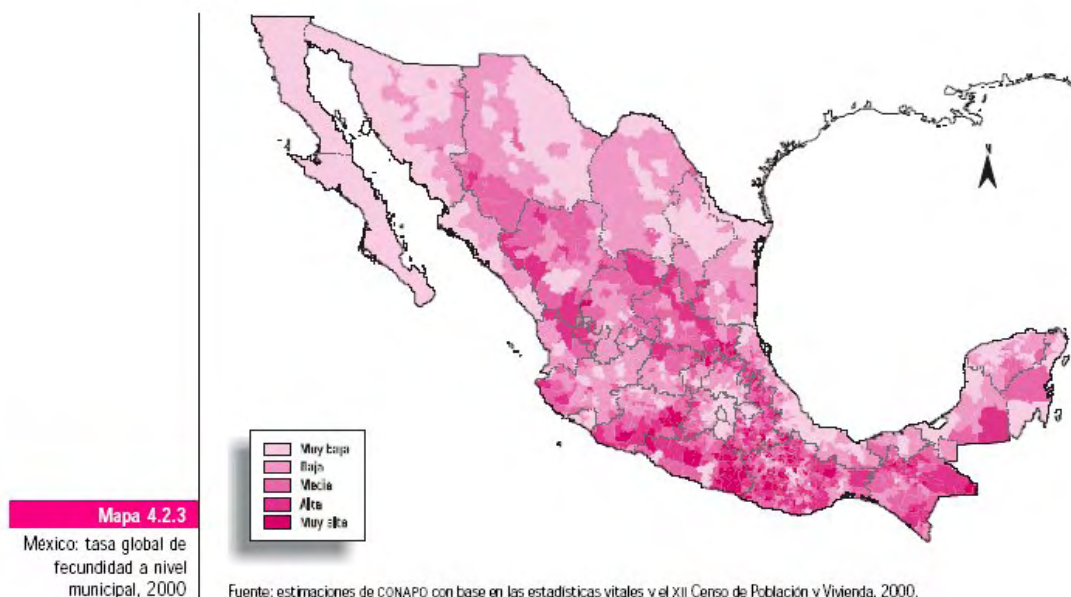 Muy baja
Baja
Media
Alta
Muy alta
Mapa 4.2.3
México: tasa global de
fecundidad a nivel
municipal, 2000
Fuente: estimaciones de CONAPO con base en las estadísticas vitales y el XII Censo de Población y Vivienda, 2000.